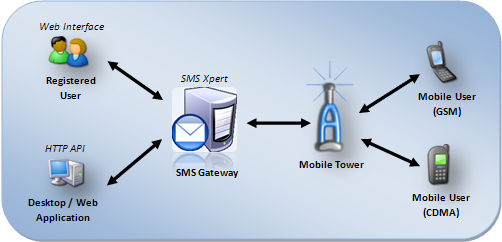 Web Interface
Registered
User
HTTP API
Desktop / Web
Application
SMS Xpert
SMS Gateway
Mobile Tower
Mobile User
(GSM)
Mobile User
(CDMA)